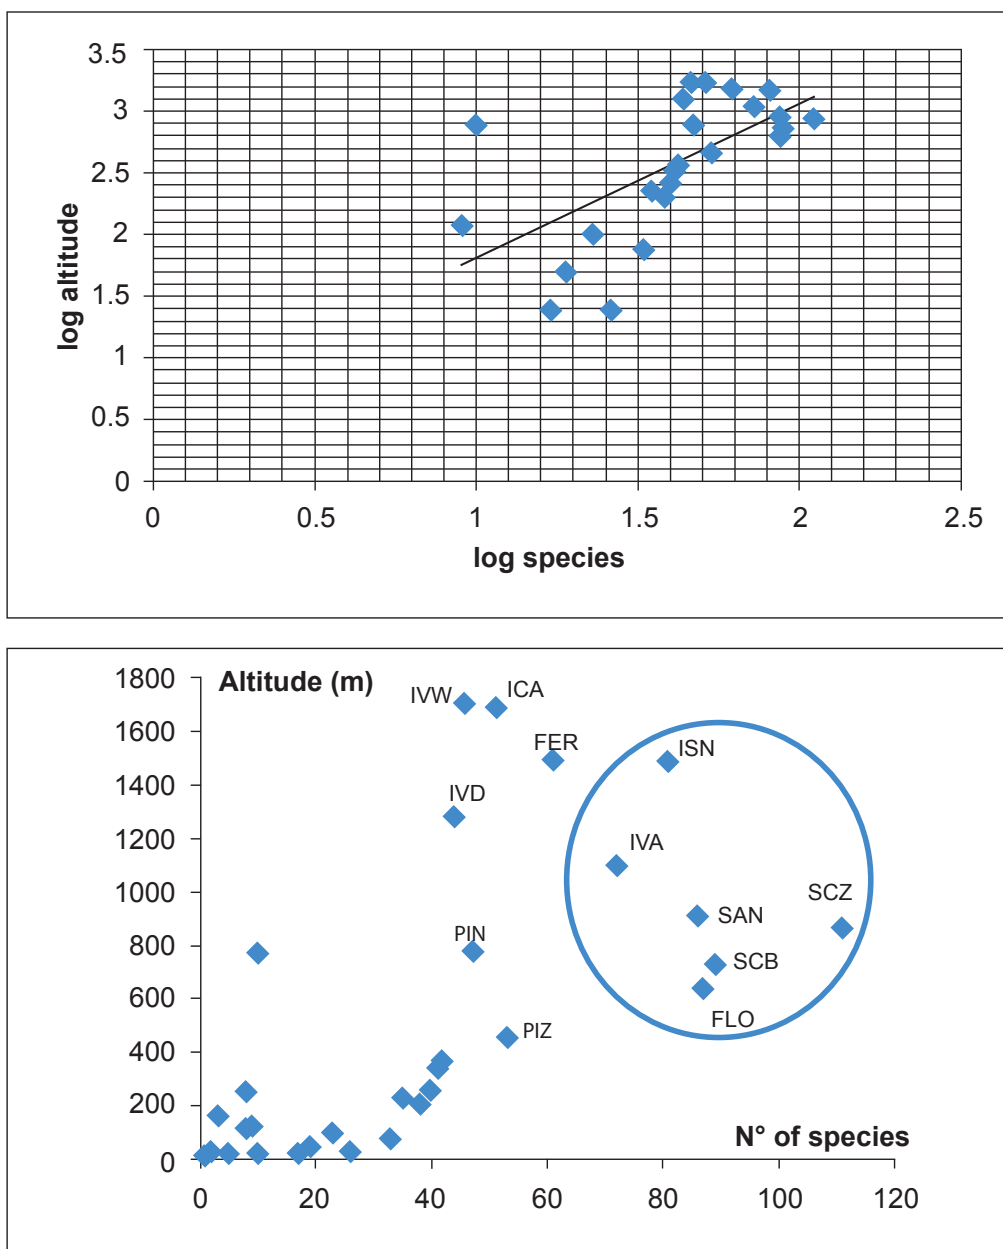 3.5
3
2.5
2
1.5
1
0.5
0
log altitude
0 0.5 1 1.5 2 2.5
log species
1800
1600
1400
1200
1000
800
600
400
200
0
Altitude (m)
IVW
ICA
FER
ISN
IVD
IVA
SCZ
SAN
PIN
SCB
FLO
PIZ
N° of species
0 20 40 60 80 100 120